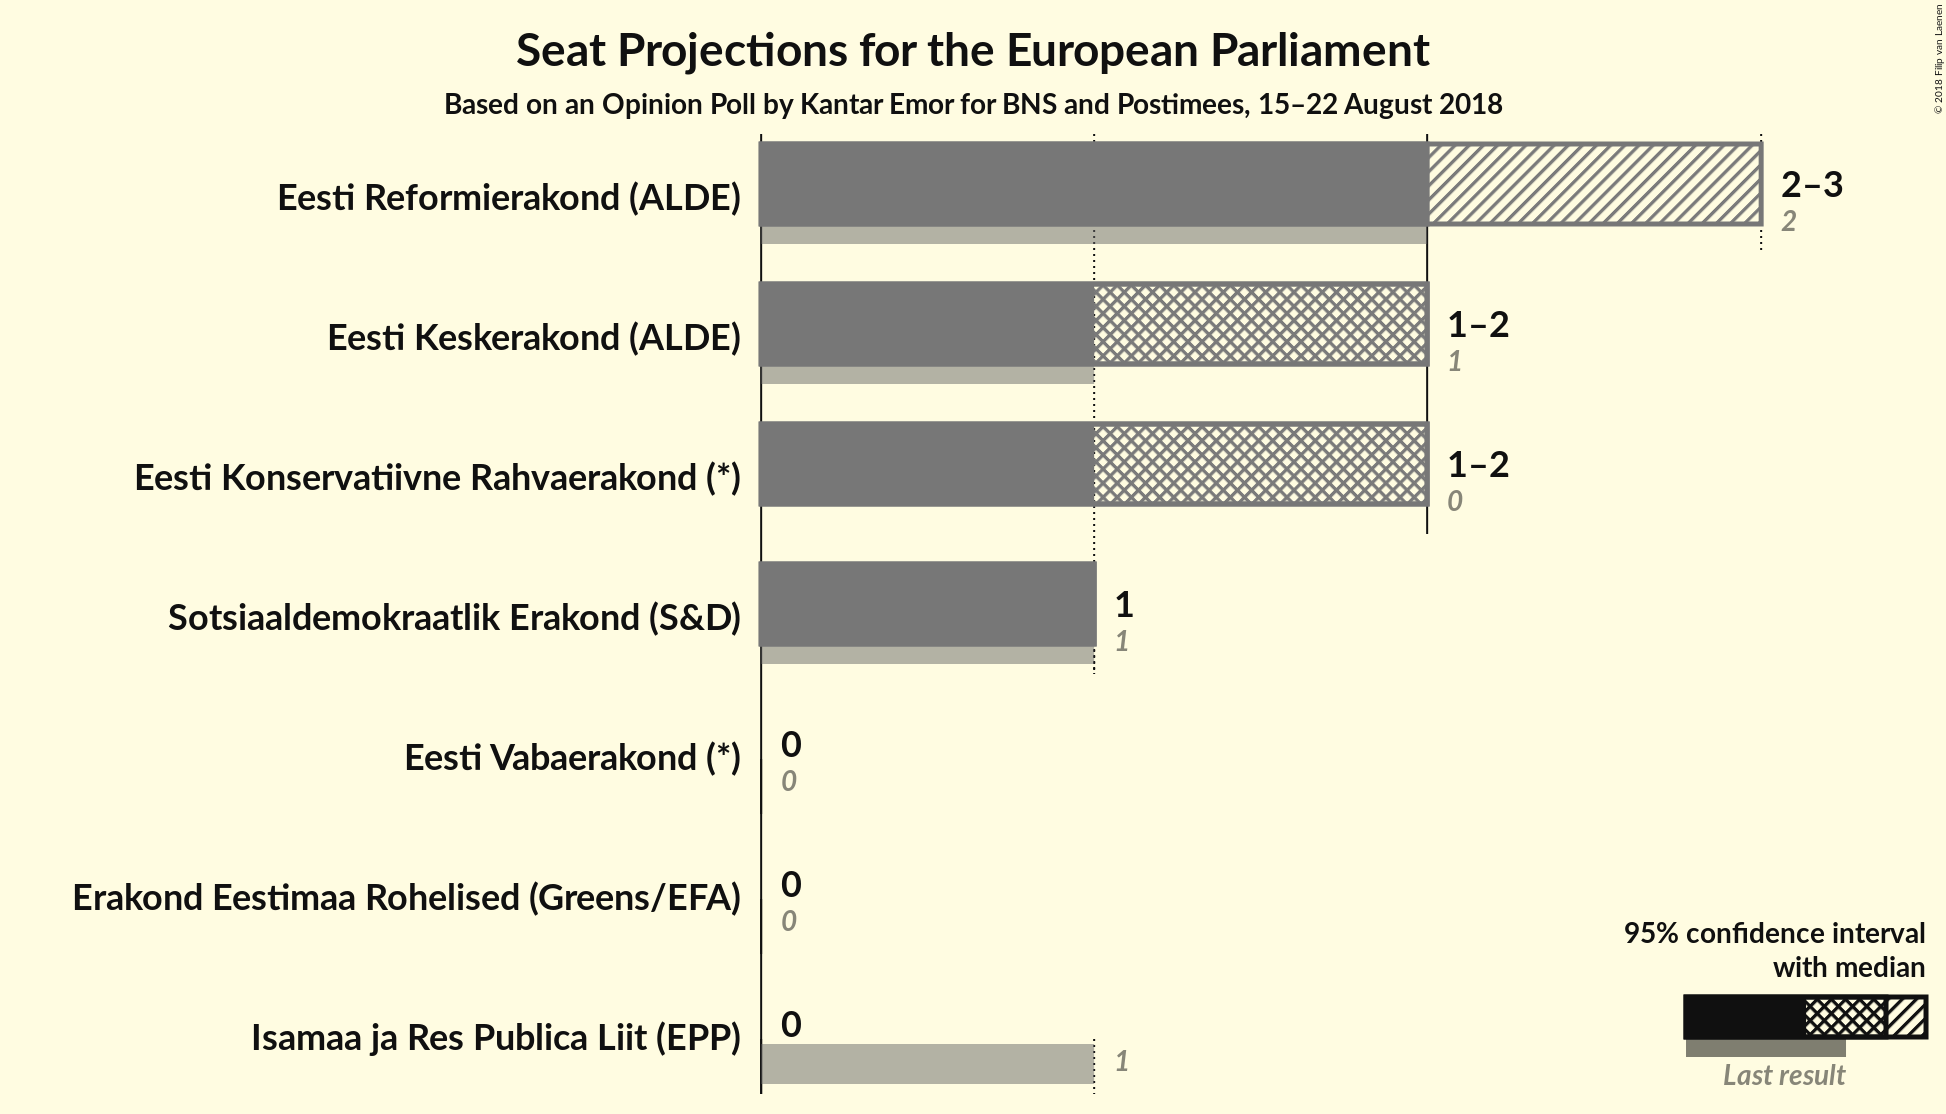 Seat Projections for the European Parliament
Based on an Opinion Poll by Kantar Emor for BNS and Postimees, 15–22 August 2018
© 2018 Filip van Laenen
Eesti Reformierakond (ALDE)
2–3
2
Eesti Keskerakond (ALDE)
1–2
1
Eesti Konservatiivne Rahvaerakond (*)
1–2
0
Sotsiaaldemokraatlik Erakond (S&D)
1
1
Eesti Vabaerakond (*)
0
0
Erakond Eestimaa Rohelised (Greens/EFA)
0
0
Isamaa ja Res Publica Liit (EPP)
0
1
95% confidence interval
with median
Last result